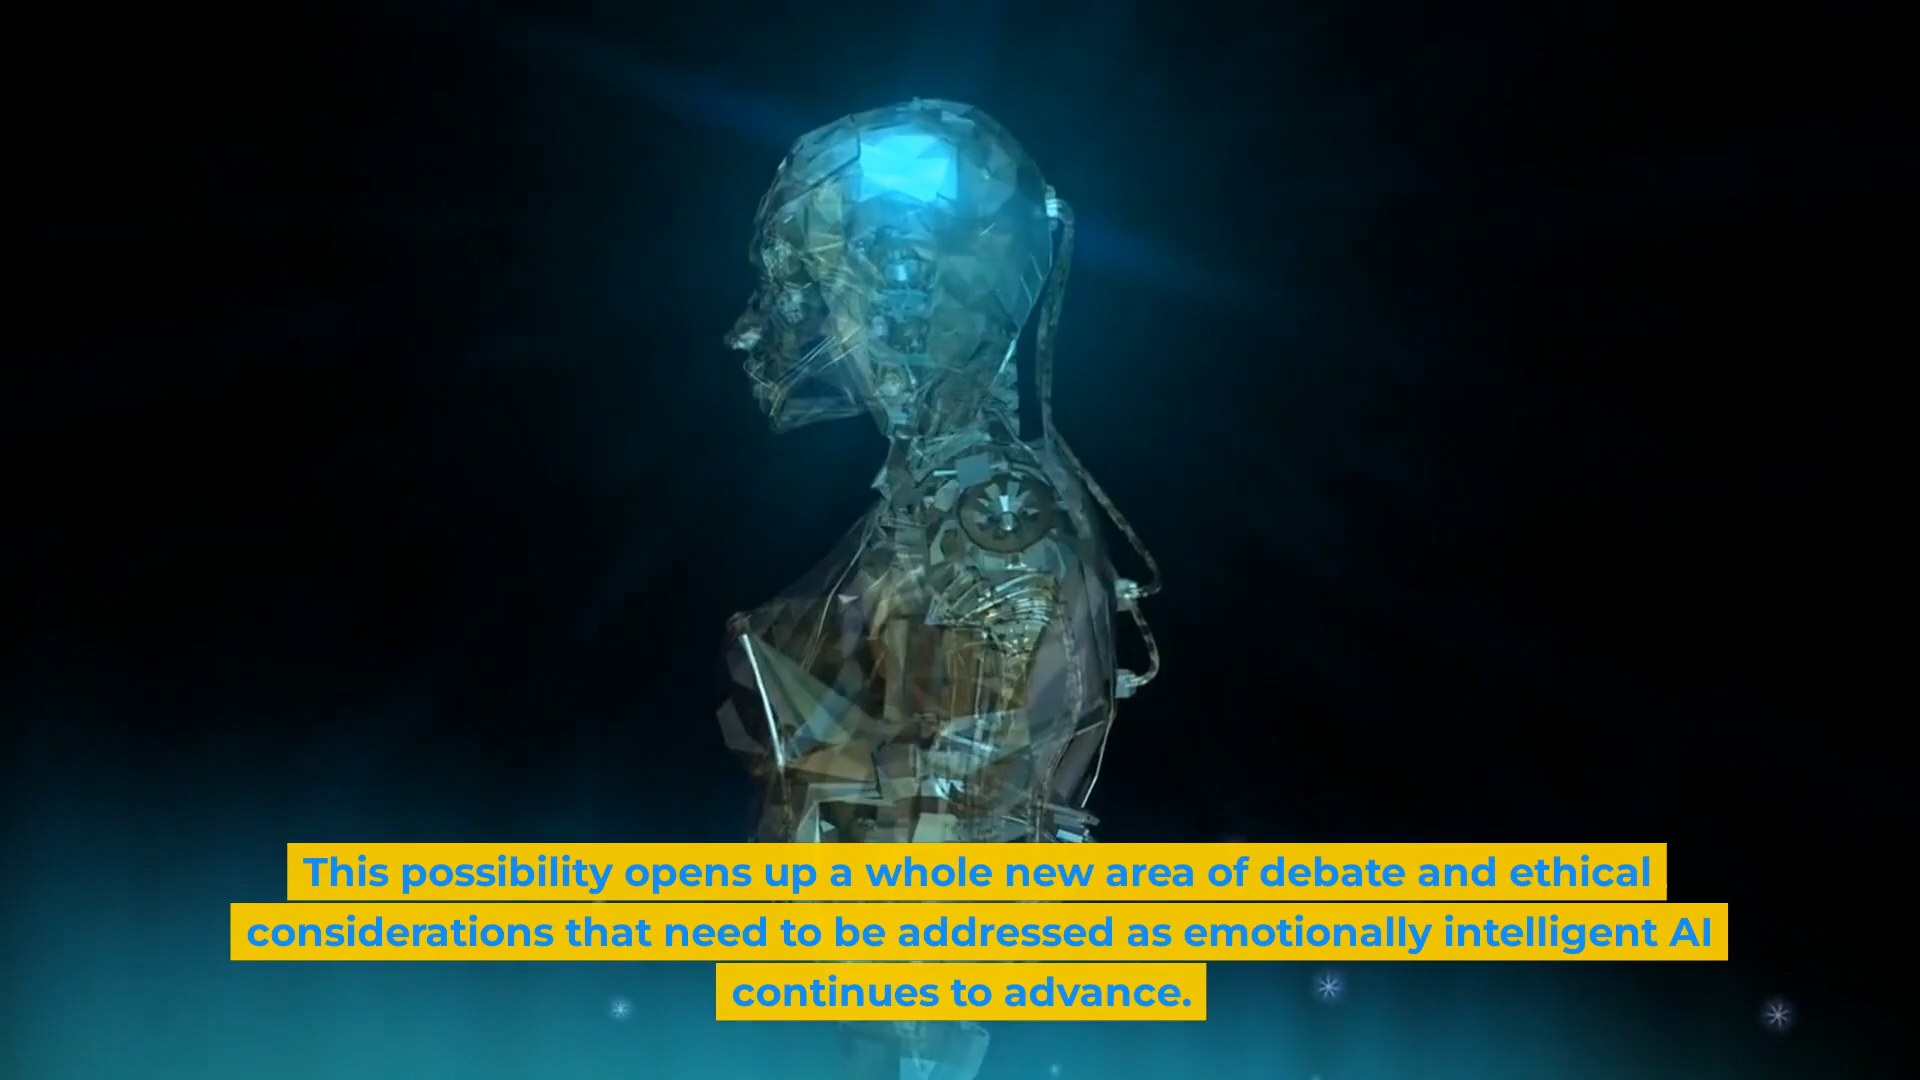 This possibility opens up a whole new area of debate and ethical
considerations that need to be addressed as emotionally intelligent AI
continues to advance.